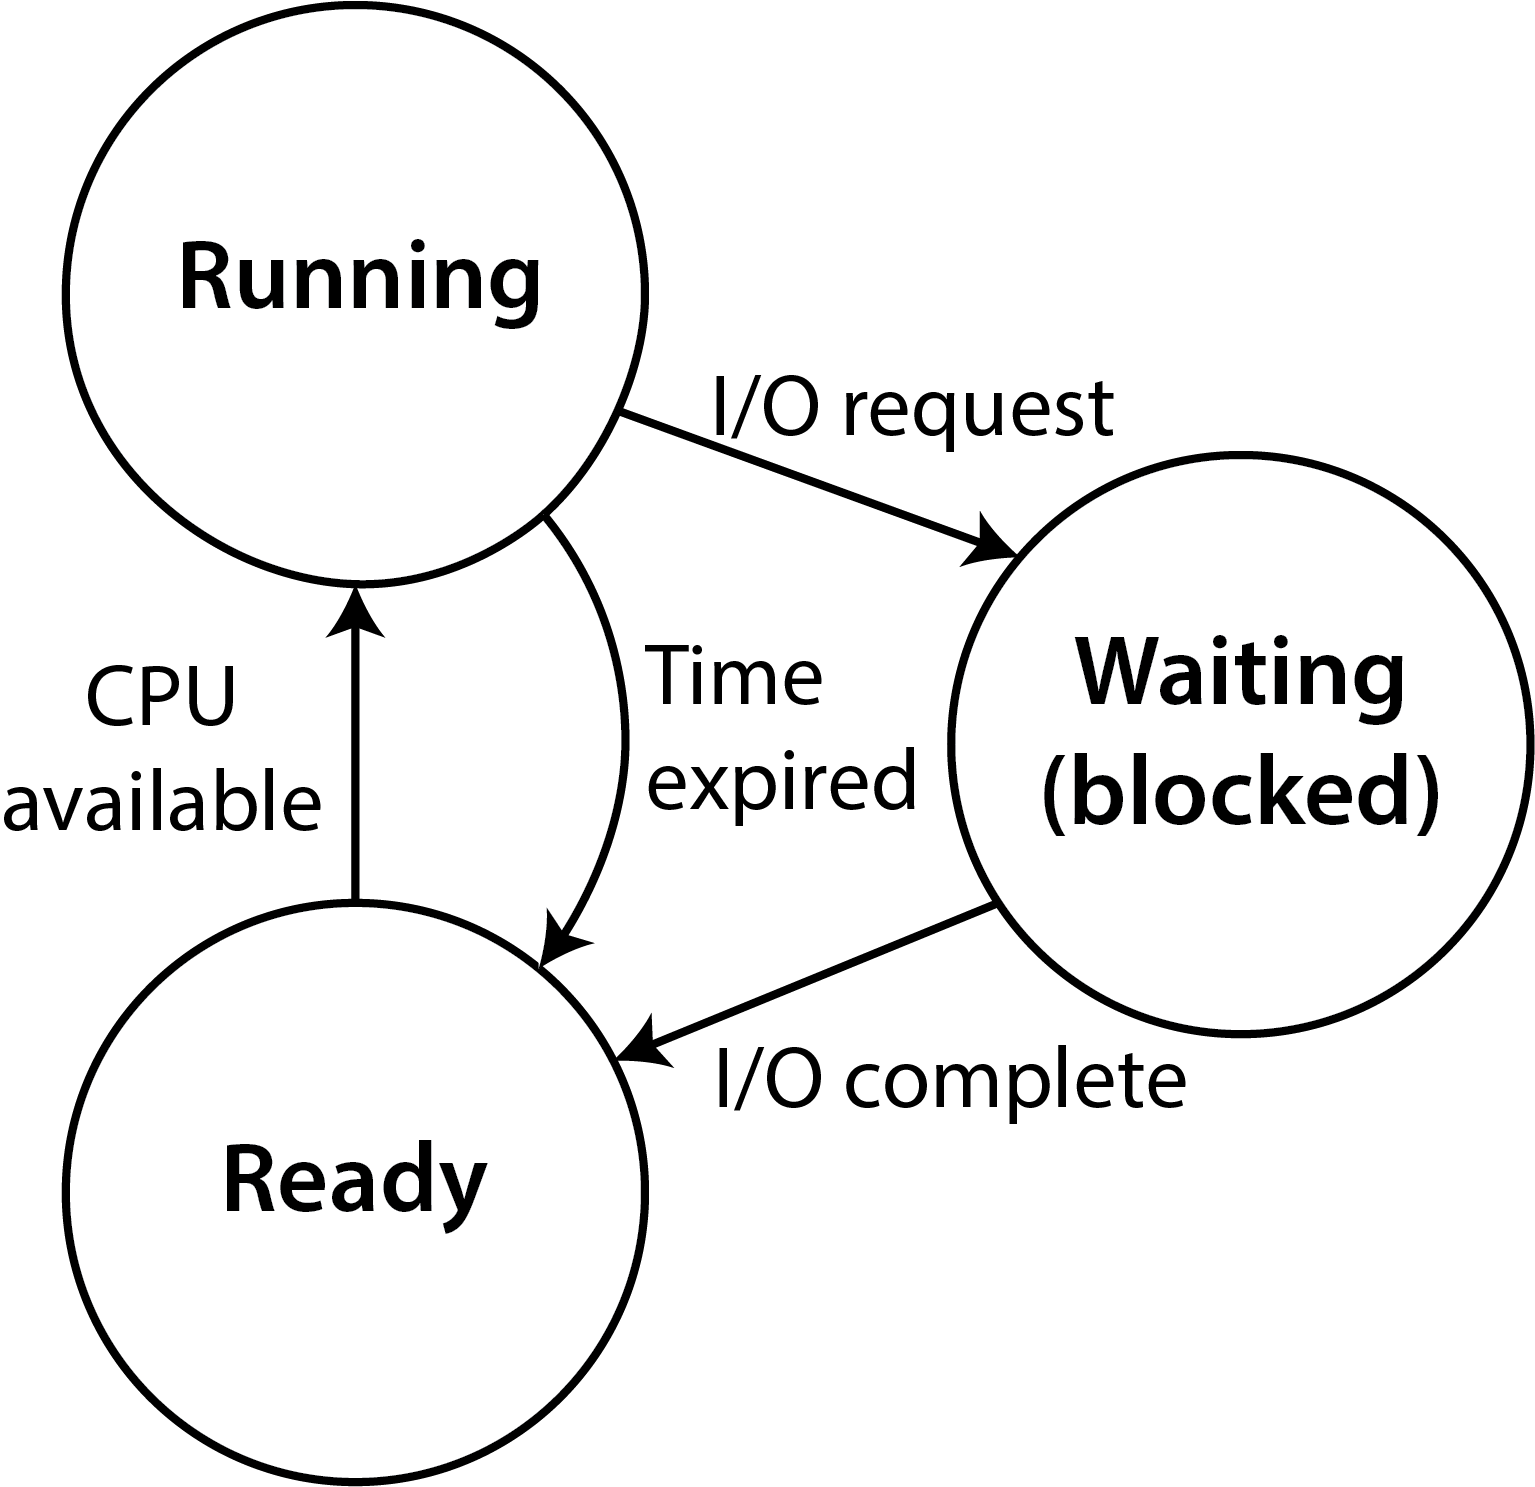 Running
I/O request
CPU
available
Time
expired
Waiting
(blocked)
I/O complete
Ready